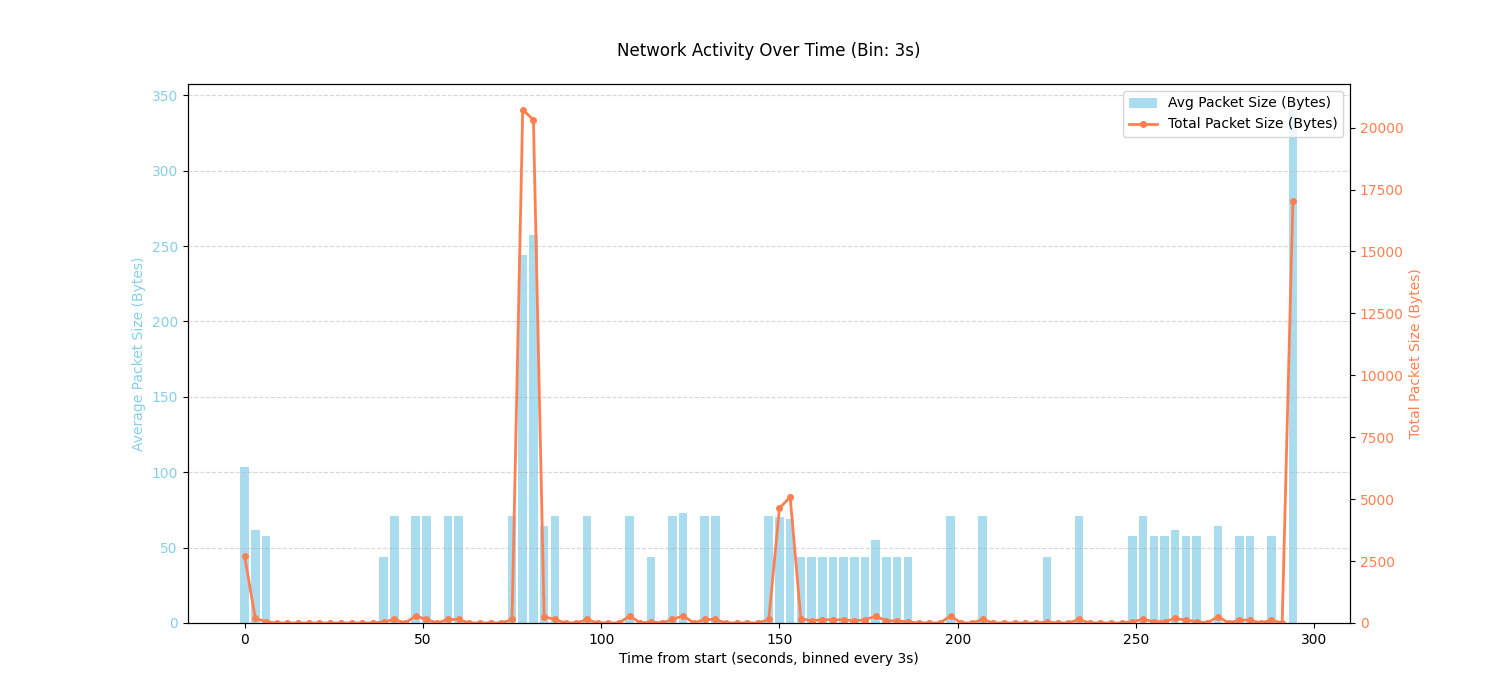 Network Activity Over Time (Bin: 3s)
Avg Packet Size (Bytes)
Total Packet Size (Bytes)
Average Packet Size (Bytes)
350
300
250
200
150
100
50
0
Total Packet Size (Bytes)
20000
17500
15000
12500
10000
7500
5000
2500
0
0 50 100 150 200 250 300
Time from start (seconds, binned every 3s)